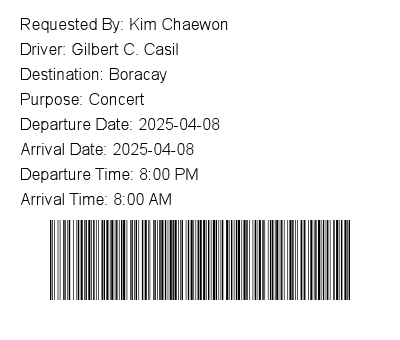 Requested By: Kim Chaewon
Driver: Gilbert C. Casil
Destination: Boracay
Purpose: Concert
Departure Date: 2025-04-08
Arrival Date: 2025-04-08
Departure Time: 8:00 PM
Arrival Time: 8:00 AM